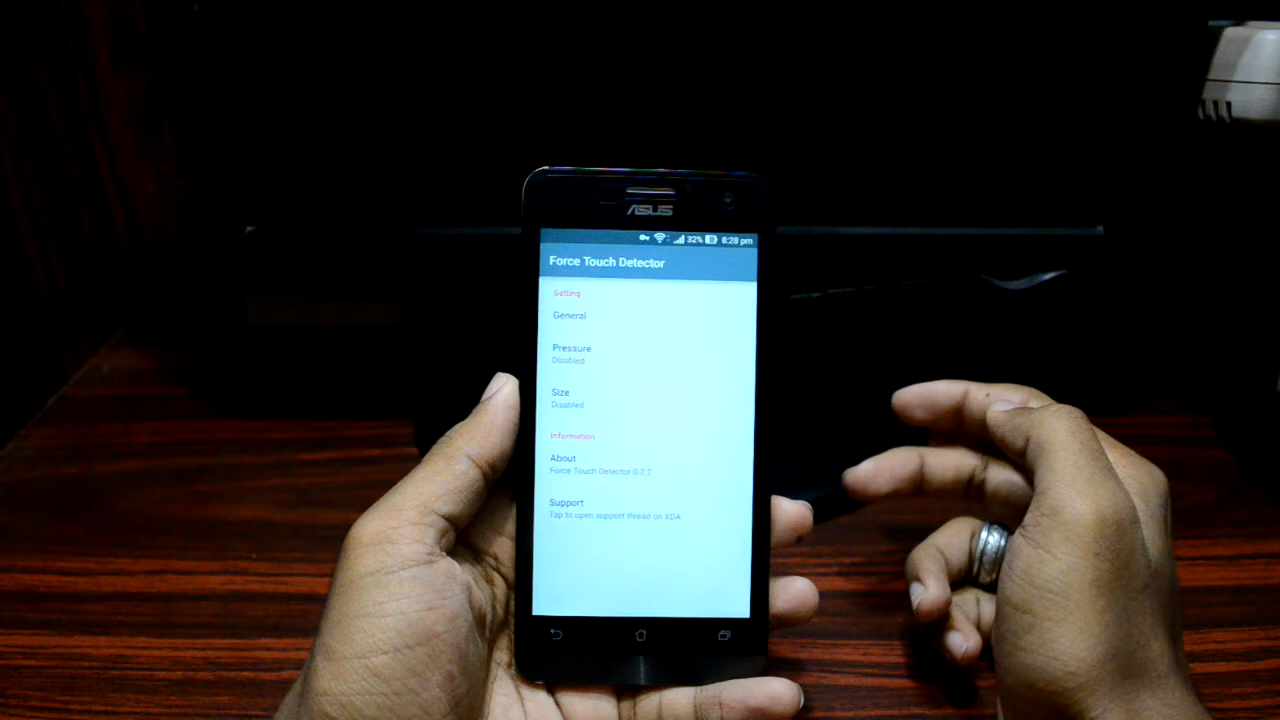 ASUS
32% 8:28 pm
Force Touch Detector
Setting
General
Pressure
Disabled
Size
Disabled
Information
About
Force Touch Detector 0.2.2
Support
Tap to open support thread on XDA